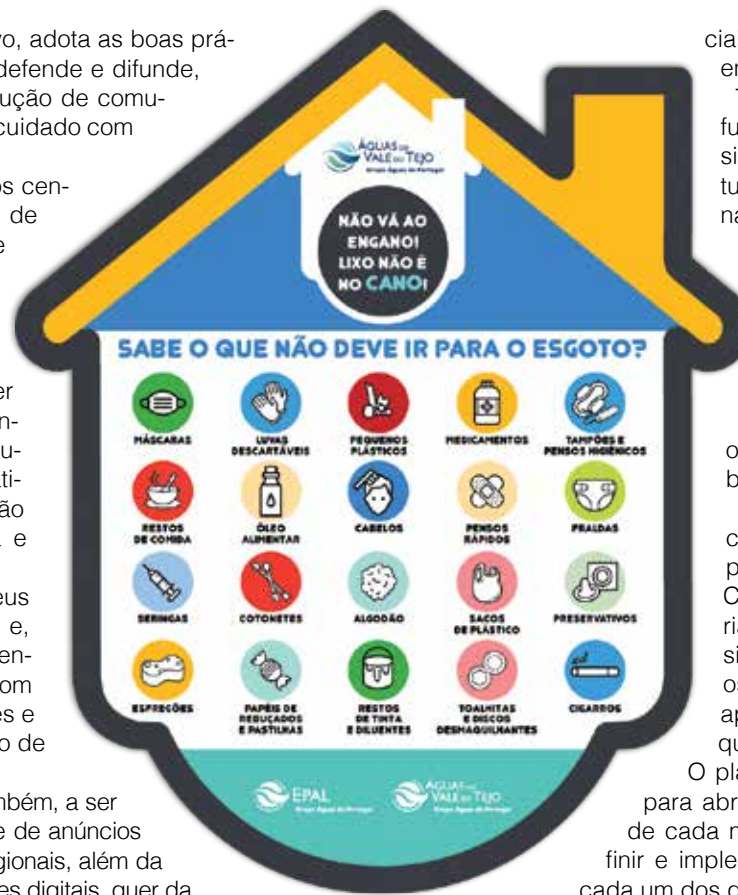 vo, adota as boas prá-
defende e difunde,
ução de comu-
cuidado com
os cen-
de
e
er
n-
u-
ati-
ão
e
eus
e,
en-
om
es e
o de
mbém, a ser
e de anúncios
gionais, além da
es digitais, quer da
ÁGUAS DO
VALE DO TEJO
Grupo Águas de Portugal
NÃO VÁ AO
ENGANO!
LIXO NÃO É
NO CANO!
SABE O QUE NÃO DEVE IR PARA O ESGOTO?
MÁSCARAS
LUVAS
DESCARTÁVEIS
PEQUENOS
PLÁSTICOS
MEDICAMENTOS
TAMPÕES E
PENSOS HIGIÉNICOS
RESTOS
DE COMIDA
ÓLEO
ALIMENTAR
CABELOS
PENSOS
RÁPIDOS
FRALDAS
SERINGAS
COTONETES
ALGODÃO
SACOS
DE PLÁSTICO
PRESERVATIVOS
ESFREGÕES
PAPÉIS DE
REBUÇADOS
E PASTILHAS
RESTOS
DE TINTA
E DILUENTES
TOALHITAS
E DISCOS
DESMAQUILHANTES
CIGARROS
EPAL
Grupo Águas de Portugal
ÁGUAS DO
VALE DO TEJO
Grupo Águas de Portugal
cia
en
fu
si
tu
na
o
b
c
p
C
ria
si
os
ap
qu
O pla
para abr
de cada m
finir e imple
cada um dos c